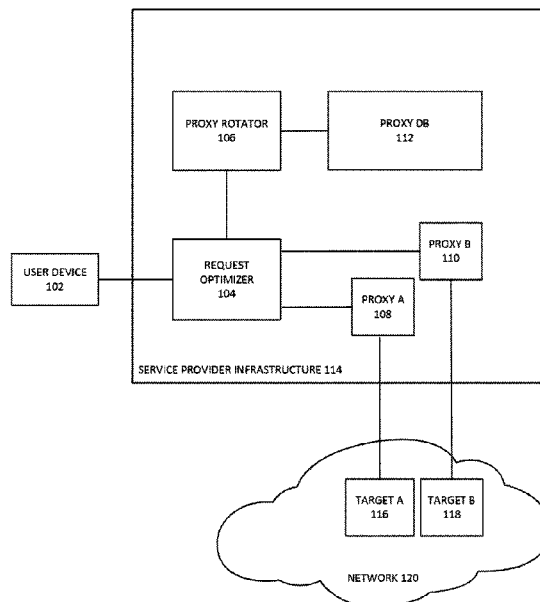 PROXY ROTATOR
106
PROXY DB
112
USER DEVICE
102
REQUEST
OPTIMIZER
104
PROXY B
110
PROXY A
108
SERVICE PROVIDER INFRASTRUCTURE 114
TARGET A
116
TARGET B
118
NETWORK 120